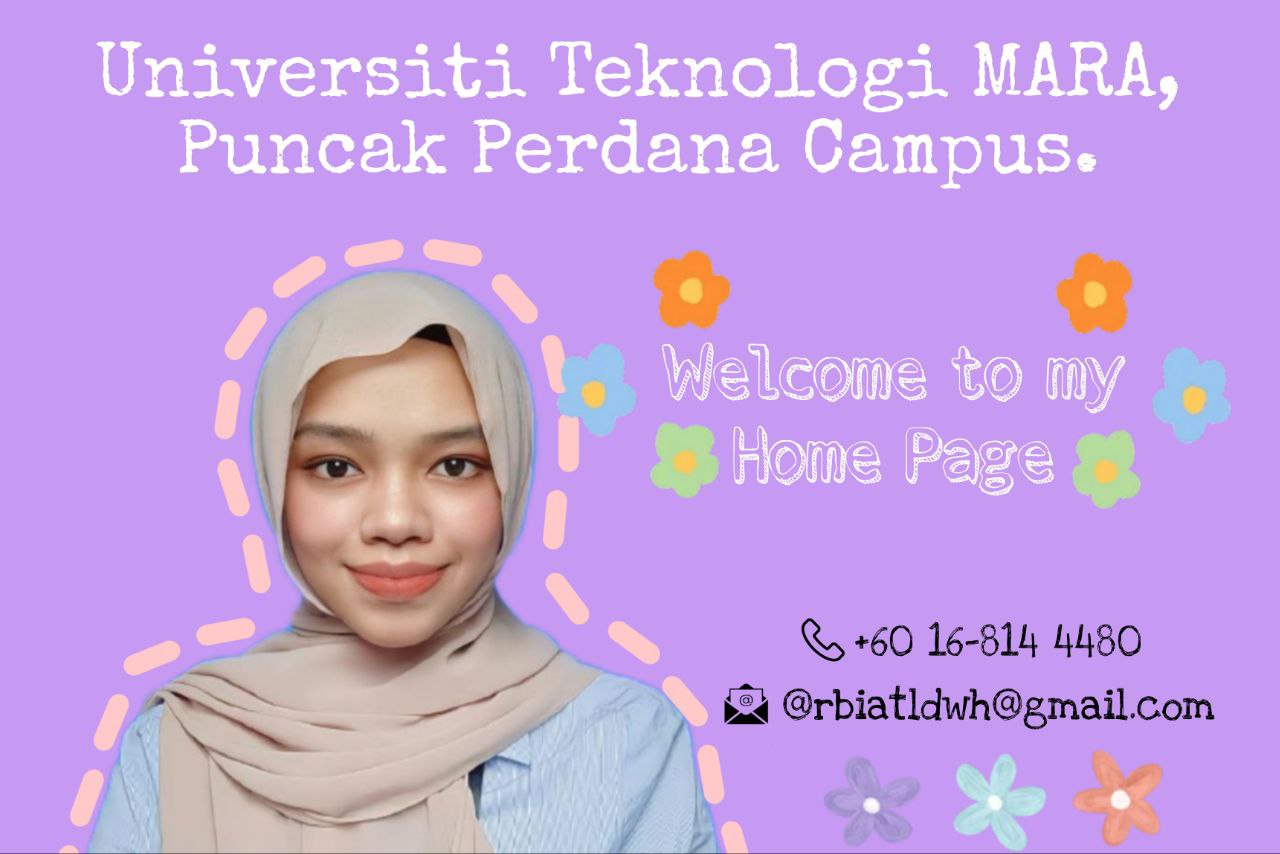 Universiti Teknologi MARA,
Puncak Perdana Campus.
Welcome to my
Home Page
+60 16-814 4480
@rbiatldwh@gmail.com